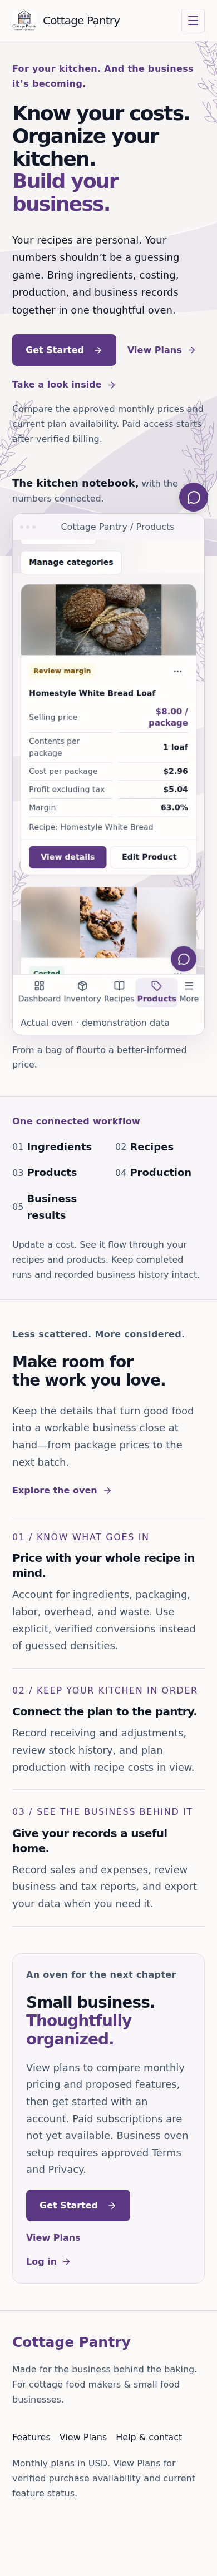 Cottage Pantry
For your kitchen. And the business
it’s becoming.
Know your costs.
Organize your
kitchen.
Build your
business.
Your recipes are personal. Your
numbers shouldn’t be a guessing
game. Bring ingredients, costing,
production, and business records
together in one thoughtful oven.
Get Started →
View Plans →
Take a look inside →
Compare the approved monthly prices and
current plan availability. Paid access starts
after verified billing.
The kitchen notebook, with the
numbers connected.
Cottage Pantry / Products
Manage categories
Review margin
Homestyle White Bread Loaf
Selling price
$8.00 /
package
Contents per
package
1 loaf
Cost per package
$2.96
Profit excluding tax
$5.04
Margin
63.0%
Recipe: Homestyle White Bread
View details
Edit Product
Costed
Dashboard
Inventory
Recipes
Products
More
Actual oven · demonstration data
From a bag of flourto a better-informed
price.
One connected workflow
01 Ingredients
02 Recipes
03 Products
04 Production
05 Business
results
Update a cost. See it flow through your
recipes and products. Keep completed
runs and recorded business history intact.
Less scattered. More considered.
Make room for
the work you love.
Keep the details that turn good food
into a workable business close at
hand—from package prices to the
next batch.
Explore the oven →
01 / KNOW WHAT GOES IN
Price with your whole recipe in
mind.
Account for ingredients, packaging,
labor, overhead, and waste. Use
explicit, verified conversions instead
of guessed densities.
02 / KEEP YOUR KITCHEN IN ORDER
Connect the plan to the pantry.
Record receiving and adjustments,
review stock history, and plan
production with recipe costs in view.
03 / SEE THE BUSINESS BEHIND IT
Give your records a useful
home.
Record sales and expenses, review
business and tax reports, and export
your data when you need it.
An oven for the next chapter
Small business.
Thoughtfully
organized.
View plans to compare monthly
pricing and proposed features,
then get started with an
account. Paid subscriptions are
not yet available. Business oven
setup requires approved Terms
and Privacy.
Get Started →
View Plans
Log in →
Cottage Pantry
Made for the business behind the baking.
For cottage food makers & small food
businesses.
Features
View Plans
Help & contact
Monthly plans in USD. View Plans for
verified purchase availability and current
feature status.